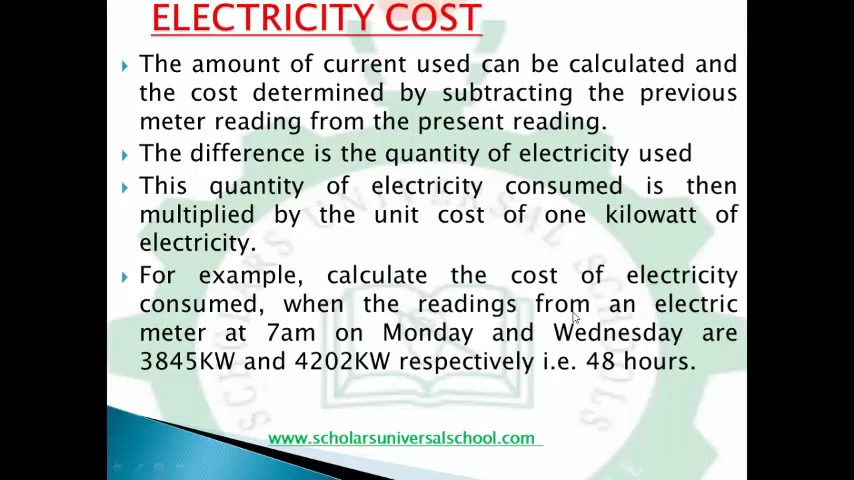 ELECTRICITY COST
The amount of current used can be calculated and
the cost determined by subtracting the previous
meter reading from the present reading.
The difference is the quantity of electricity used
This quantity of electricity consumed is then
multiplied by the unit cost of one kilowatt of
electricity.
For example, calculate the cost of electricity
consumed, when the readings from an electric
meter at 7am on Monday and Wednesday are
3845KW and 4202KW respectively i.e. 48 hours.
www.scholarsuniversalschool.com
SCHOLARS UNIVERSAL SCHOOLS